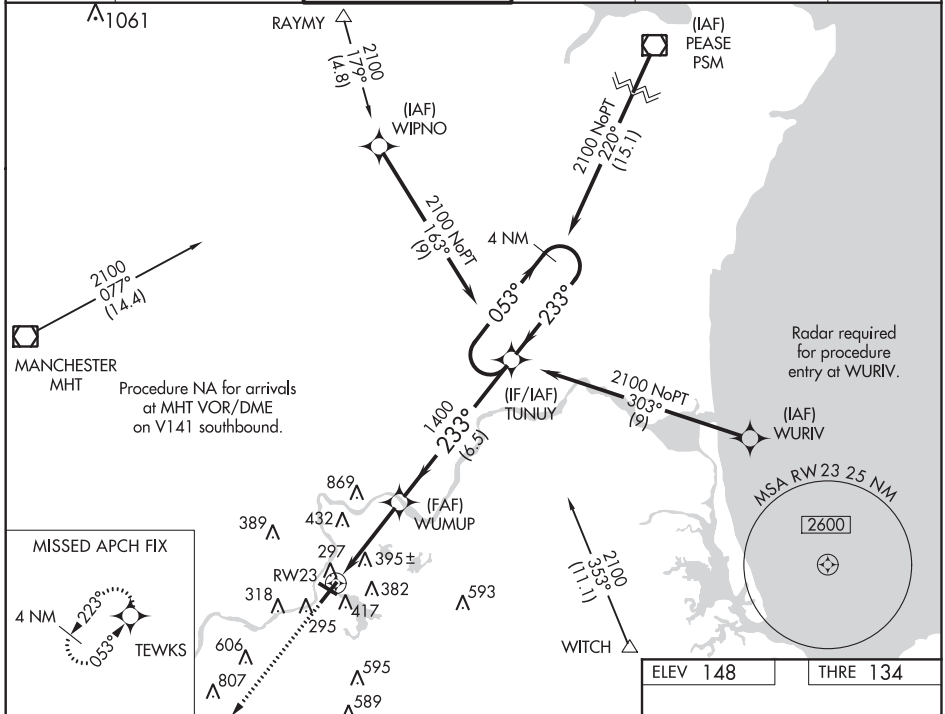 1061
RAYMY
2100
179°
(4.8)
(IAF)
PEASE
PSM
(IAF)
WIPNO
2100 NoPT
220°
(15.1)
2100 NoPT
163°
(9)
4 NM
053°
233°
2100
077°
(14.4)
MANCHESTER
MHT
Procedure NA for arrivals
at MHT VOR/DME
on V141 southbound.
Radar required
for procedure
entry at WURIV.
(IF/IAF)
TUNUY
2100 NoPT
303°
(9)
(IAF)
WURIV
1400
233°
(6.5)
(FAF)
WUMUP
MSA RW 23 25 NM
2600
869
389
432
297
395±
RW23
382
318
295
417
593
606
807
595
589
2100
353°
(11.1)
WITCH
MISSED APCH FIX
4 NM
223°
053°
TEWKS
ELEV 148
THRE 134